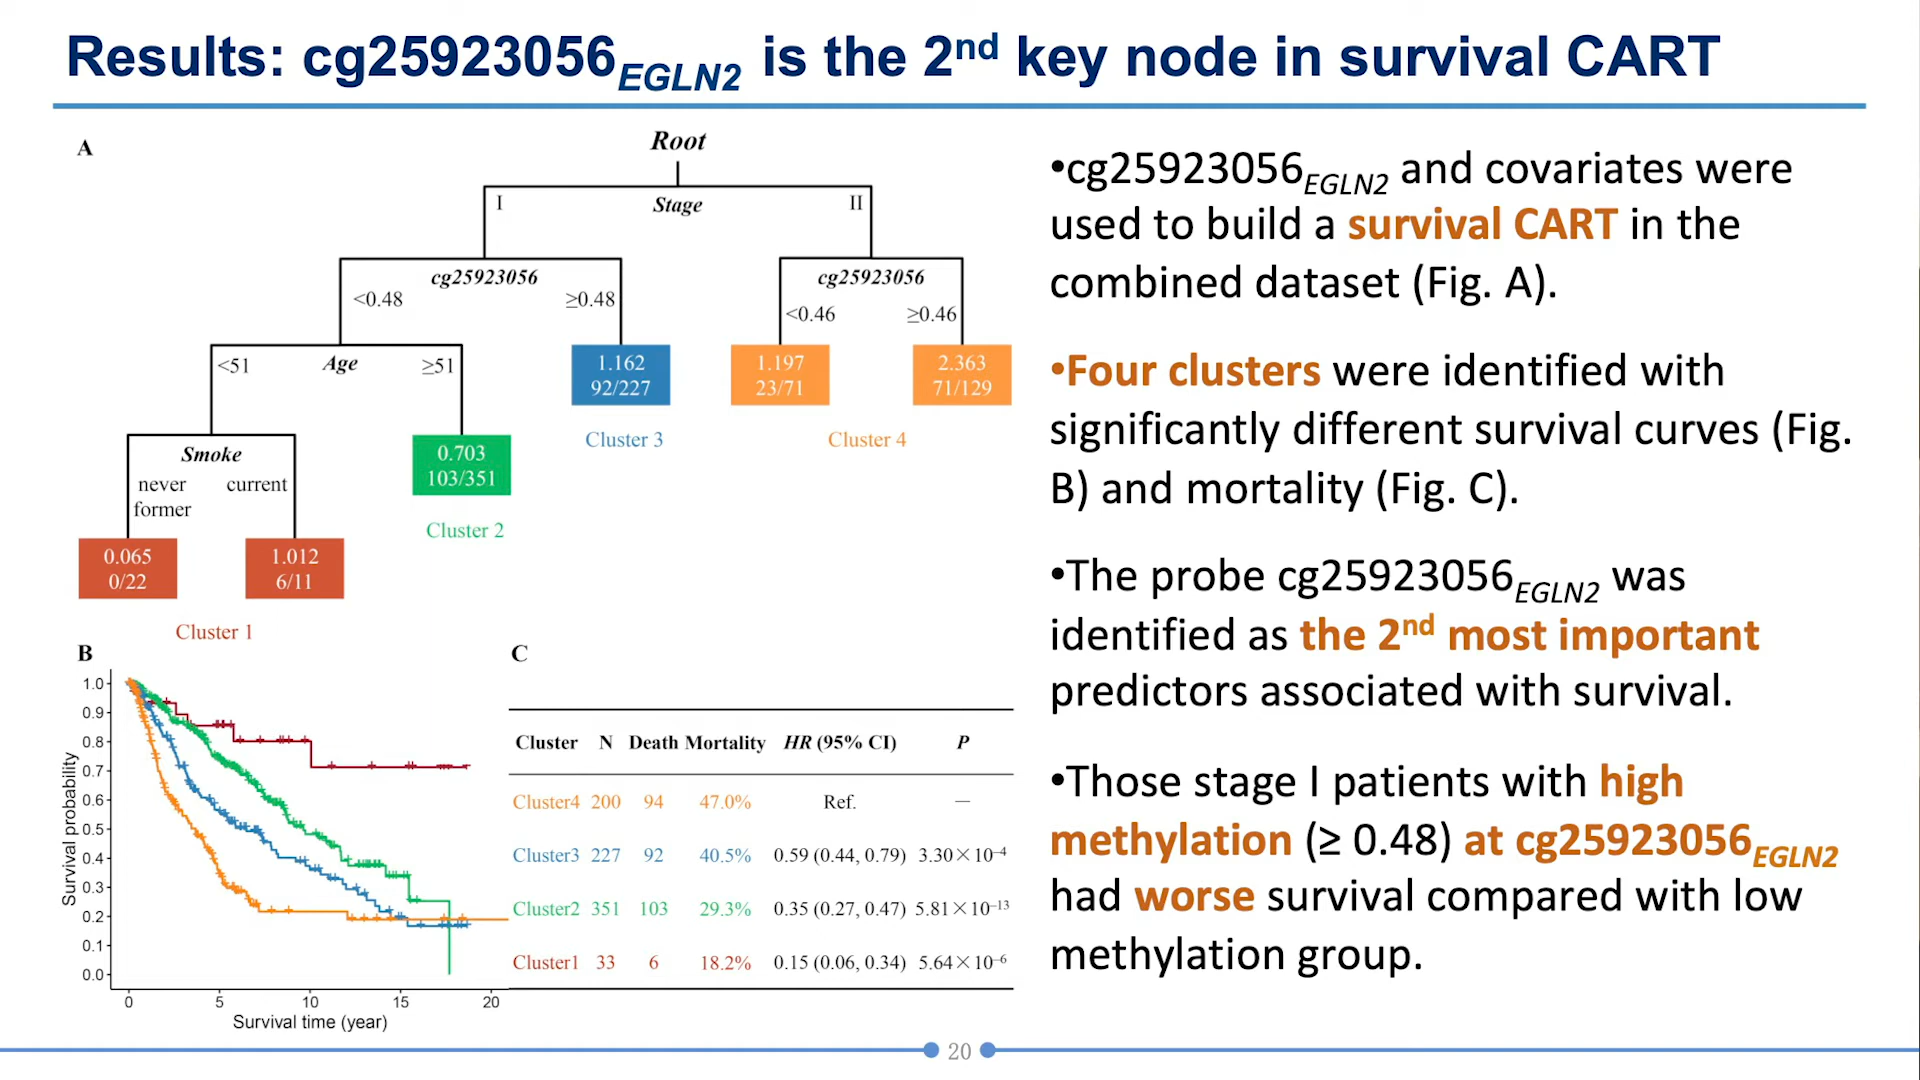 Results: cg25923056EGLN2 is the 2nd key node in survival CART
A
Root
I Stage II
cg25923056
<0.48 ≥0.48
cg25923056
<0.46 ≥0.46
<51 Age ≥51
1.162
92/227
Cluster 3
1.197
23/71
2.363
71/129
Cluster 4
Smoke
never current
former
0.703
103/351
Cluster 2
0.065
0/22
1.012
6/11
Cluster 1
B
1.0
0.9
0.8
0.7
0.6
0.5
0.4
0.3
0.2
0.1
0.0
Survival probability
0 5 10 15 20
Survival time (year)
C
Cluster N Death Mortality HR (95% CI) P
Cluster4 200 94 47.0% Ref. —
Cluster3 227 92 40.5% 0.59 (0.44, 0.79) 3.30×10–4
Cluster2 351 103 29.3% 0.35 (0.27, 0.47) 5.81×10–13
Cluster1 33 6 18.2% 0.15 (0.06, 0.34) 5.64×10–6
•cg25923056EGLN2 and covariates were
used to build a survival CART in the
combined dataset (Fig. A).
•Four clusters were identified with
significantly different survival curves (Fig.
B) and mortality (Fig. C).
•The probe cg25923056EGLN2 was
identified as the 2nd most important
predictors associated with survival.
•Those stage I patients with high
methylation (≥ 0.48) at cg25923056EGLN2
had worse survival compared with low
methylation group.
20